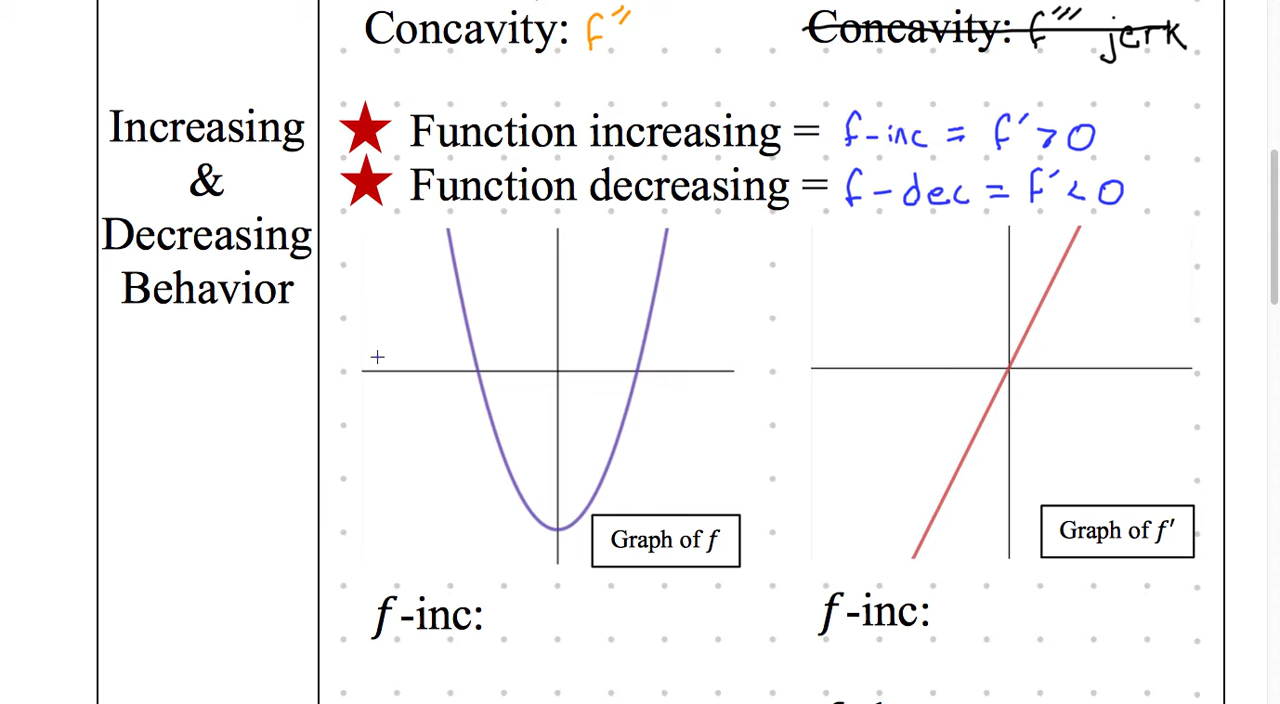 Concavity: f''
Concavity: f''' jerk
Increasing
&
Decreasing
Behavior
Function increasing = f-inc = f' > 0
Function decreasing = f-dec = f' < 0
Graph of f
Graph of f'
f-inc:
f-inc: